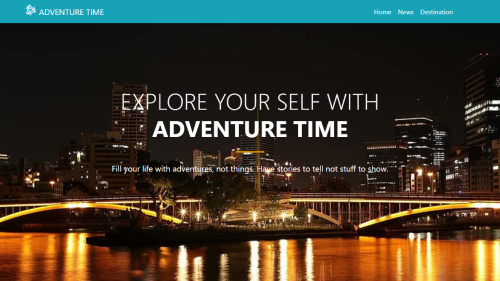 ADVENTURE TIME
Home News Destination
EXPLORE YOUR SELF WITH
ADVENTURE TIME
Fill your life with adventures, not things. Have stories to tell not stuff to show.